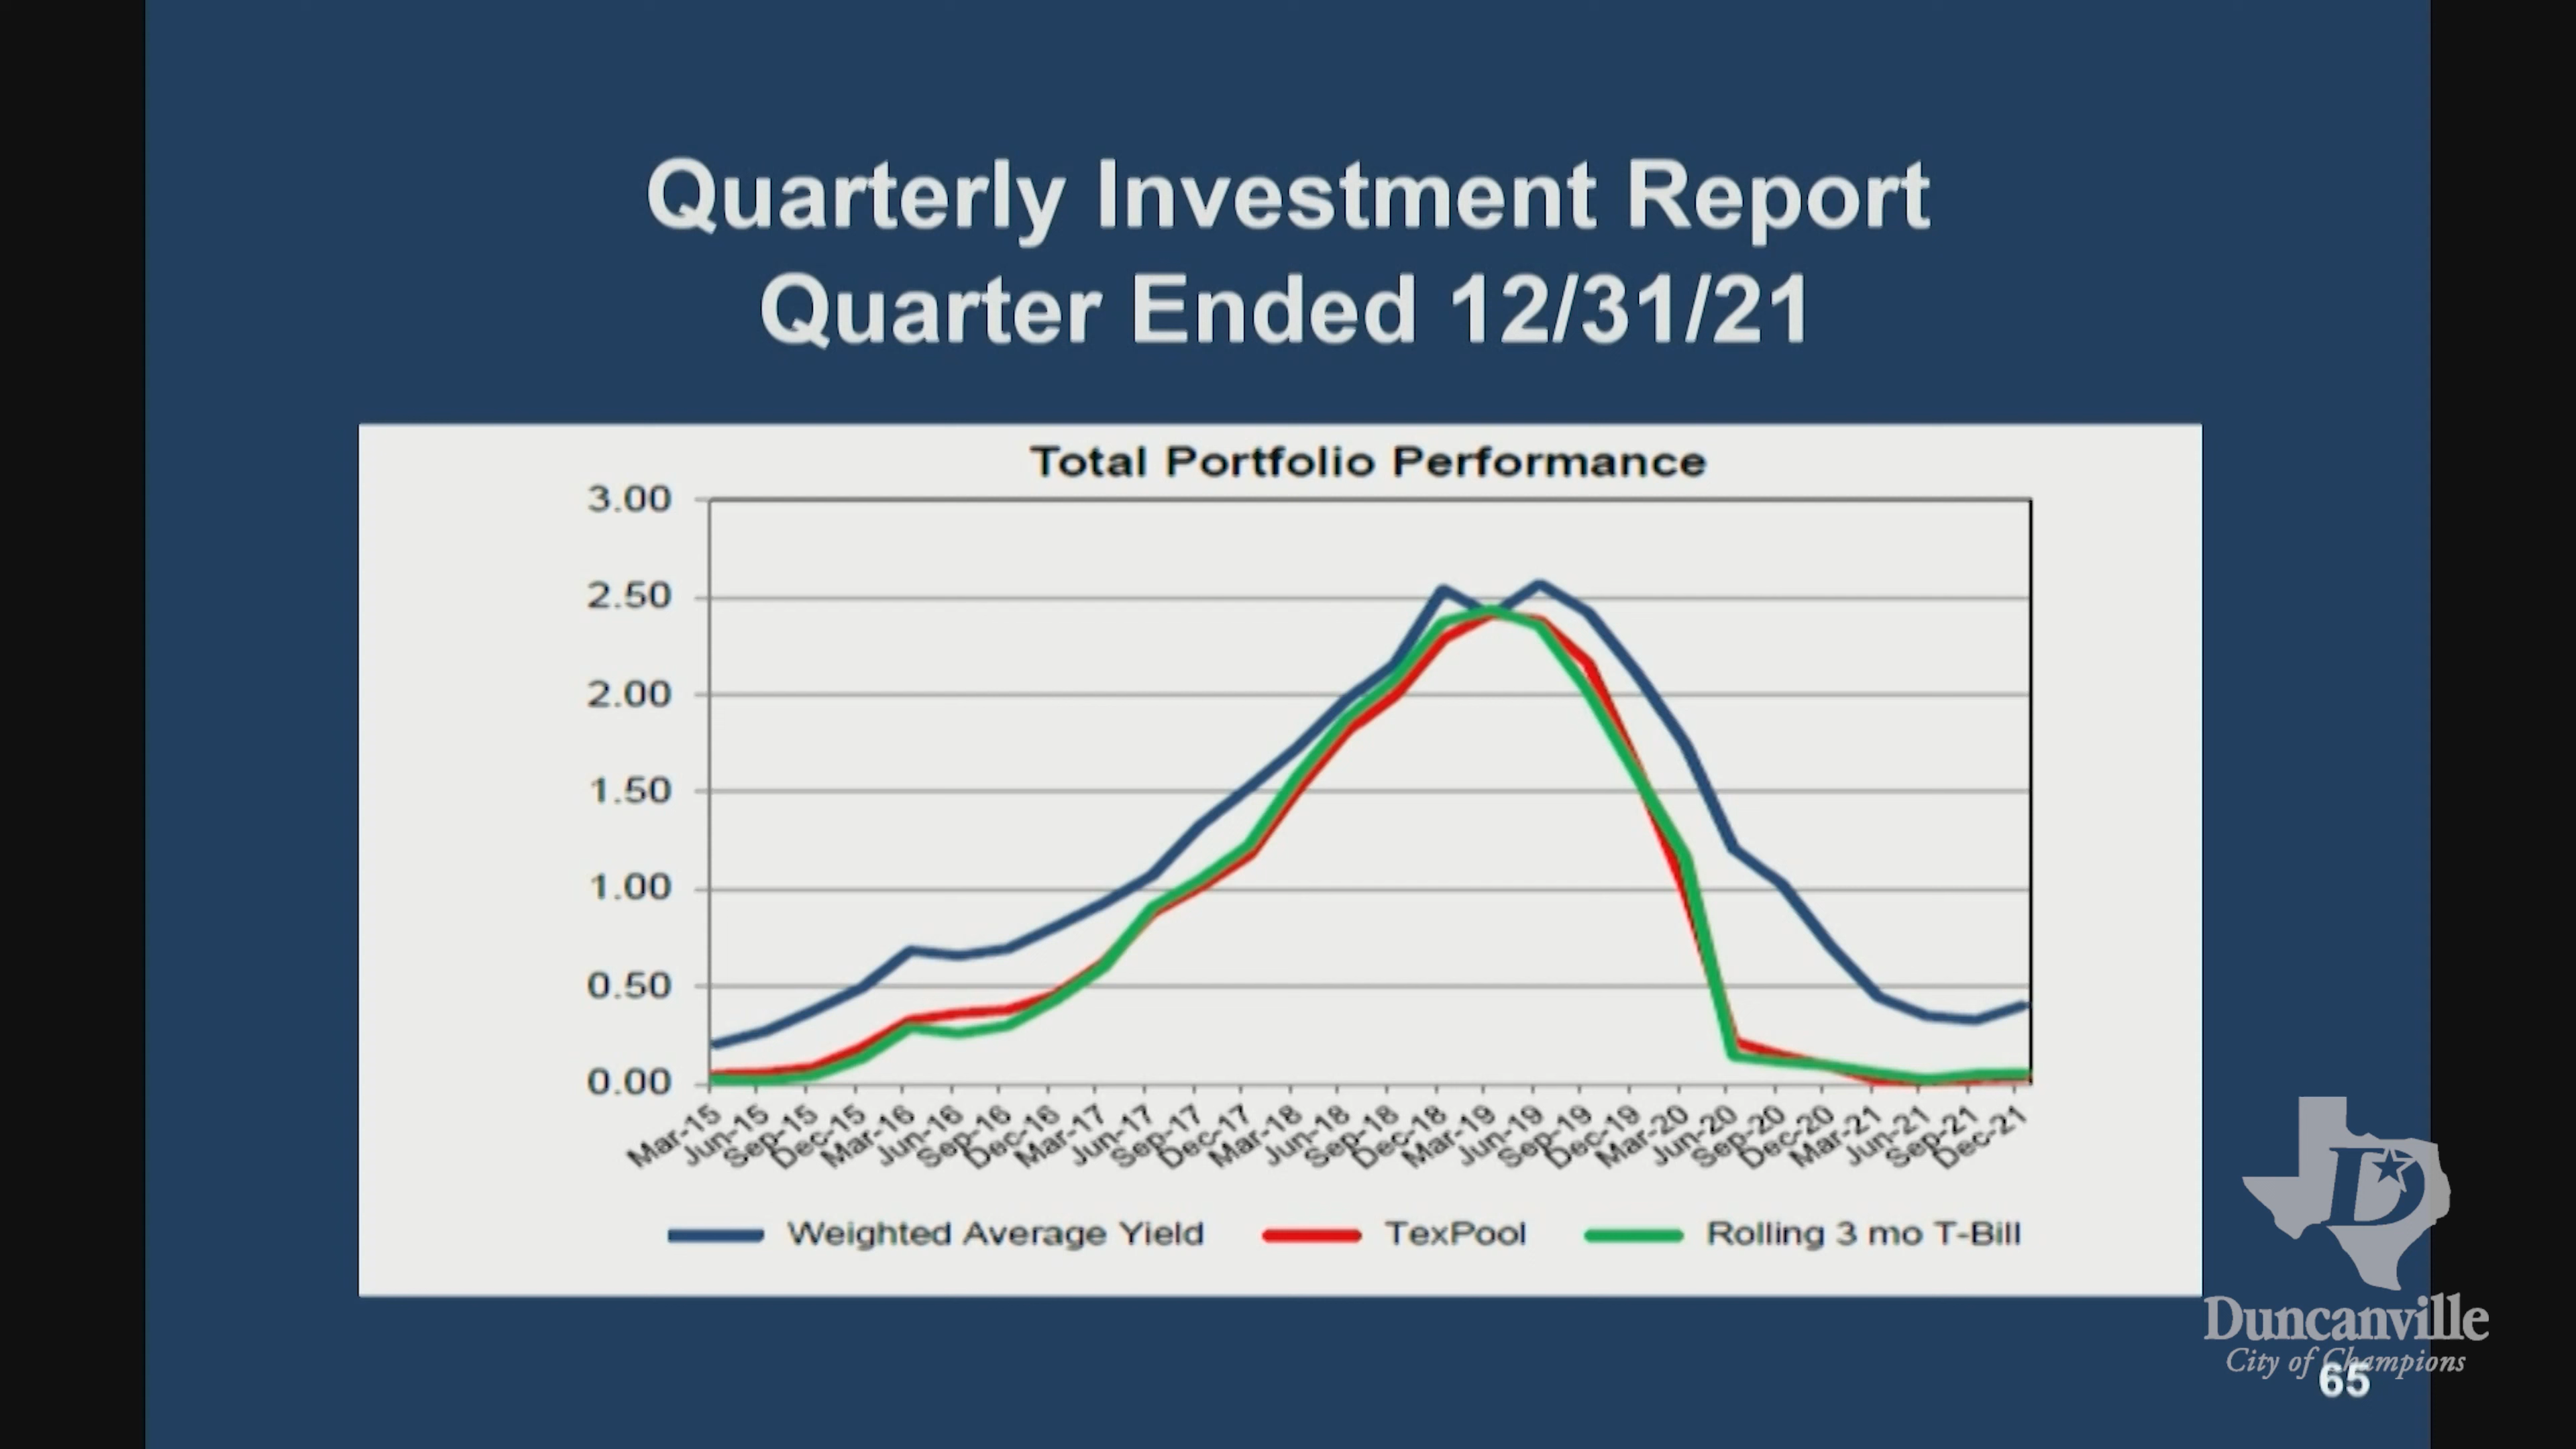 Quarterly Investment Report
Quarter Ended 12/31/21
Total Portfolio Performance
3.00
2.50
2.00
1.50
1.00
0.50
0.00
Mar-15
Jun-15
Sep-15
Dec-15
Mar-16
Jun-16
Sep-16
Dec-16
Mar-17
Jun-17
Sep-17
Dec-17
Mar-18
Jun-18
Sep-18
Dec-18
Mar-19
Jun-19
Sep-19
Dec-19
Mar-20
Jun-20
Sep-20
Dec-20
Mar-21
Jun-21
Sep-21
Dec-21
Weighted Average Yield TexPool Rolling 3 mo T-Bill
D
Duncanville
City of Champions
65